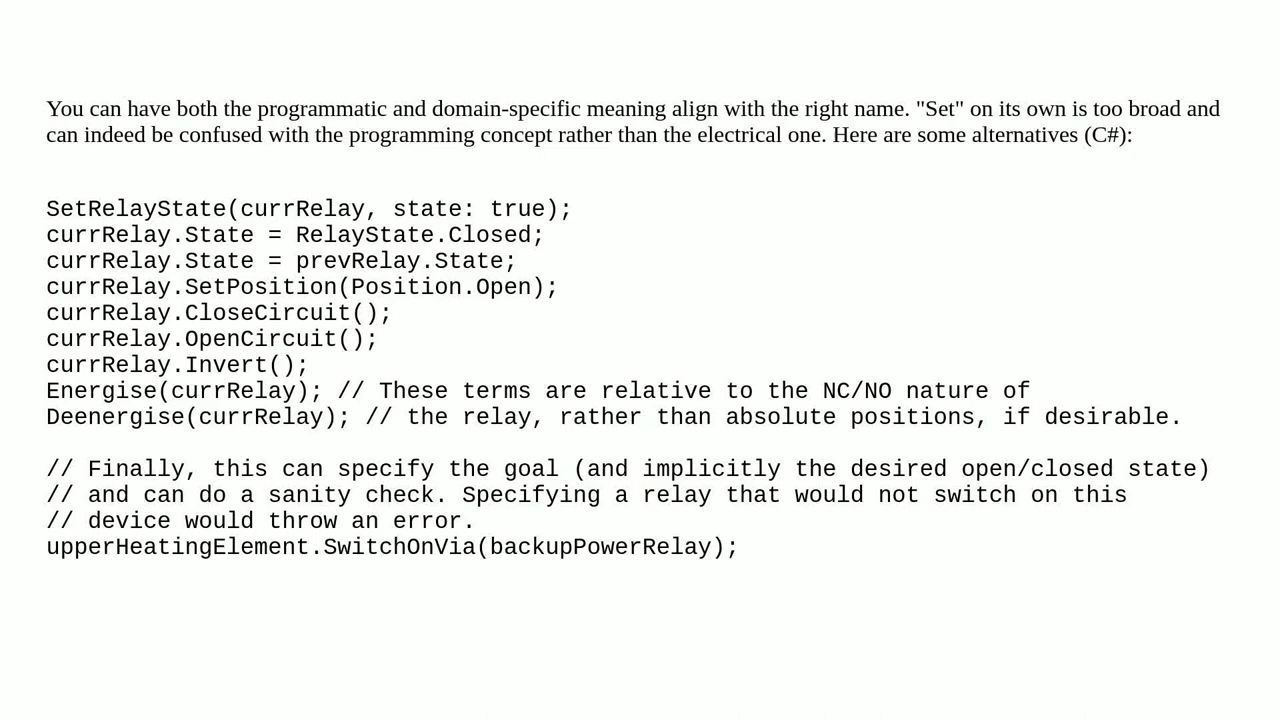 You can have both the programmatic and domain-specific meaning align with the right name. "Set" on its own is too broad and
can indeed be confused with the programming concept rather than the electrical one. Here are some alternatives (C#):
SetRelayState(currRelay, state: true);
currRelay.State = RelayState.Closed;
currRelay.State = prevRelay.State;
currRelay.SetPosition(Position.Open);
currRelay.CloseCircuit();
currRelay.OpenCircuit();
currRelay.Invert();
Energise(currRelay); // These terms are relative to the NC/NO nature of
Deenergise(currRelay); // the relay, rather than absolute positions, if desirable.
// Finally, this can specify the goal (and implicitly the desired open/closed state)
// and can do a sanity check. Specifying a relay that would not switch on this
// device would throw an error.
upperHeatingElement.SwitchOnVia(backupPowerRelay);